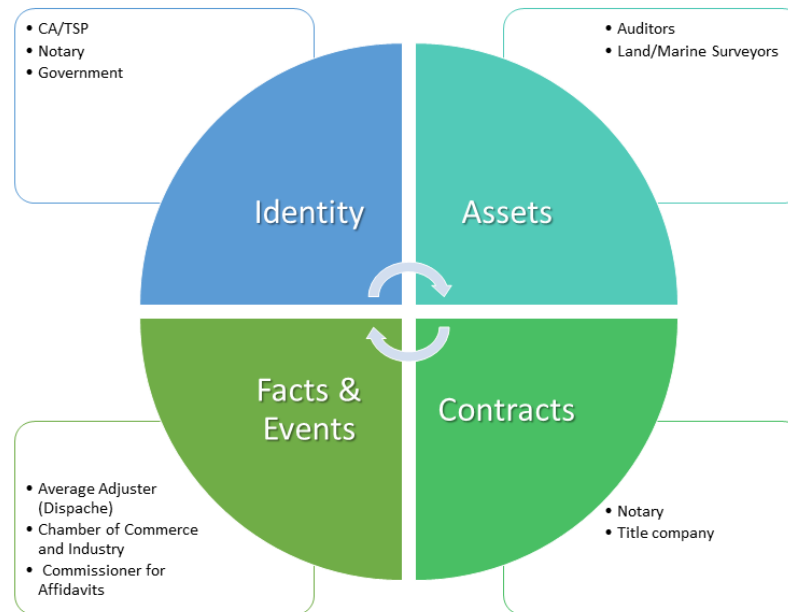 • CA/TSP
• Notary
• Government
• Auditors
• Land/Marine Surveyors
Identity
Assets
Facts &
Events
Contracts
• Average Adjuster
(Dispache)
• Chamber of Commerce
and Industry
• Commissioner for
Affidavits
• Notary
• Title company